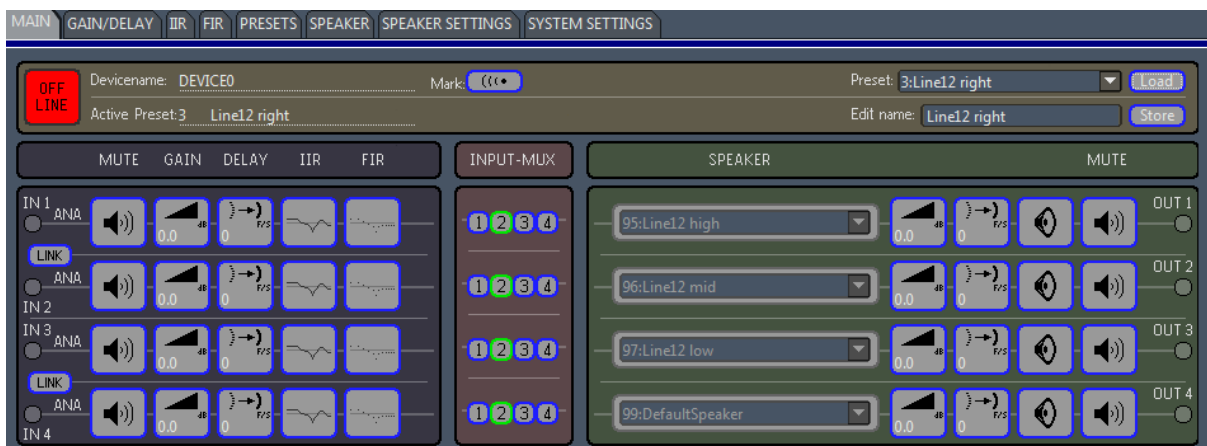 MAIN GAIN/DELAY IIR FIR PRESETS SPEAKER SPEAKER SETTINGS SYSTEM SETTINGS
OFF LINE
Devicename: DEVICE0 Mark: Preset: 3:Line12 right Load
Active Preset:3 Line12 right Edit name: Line12 right Store
MUTE GAIN DELAY IIR FIR INPUT-MUX SPEAKER MUTE
IN 1 ANA 0.0 dB 0 F/S 1 2 3 4 95:Line12 high 0.0 dB 0 F/S OUT 1
LINK
ANA IN 2 0.0 dB 0 F/S 1 2 3 4 96:Line12 mid 0.0 dB 0 F/S OUT 2
IN 3 ANA 0.0 dB 0 F/S 1 2 3 4 97:Line12 low 0.0 dB 0 F/S OUT 3
LINK
ANA IN 4 0.0 dB 0 F/S 1 2 3 4 99:DefaultSpeaker 0.0 dB 0 F/S OUT 4